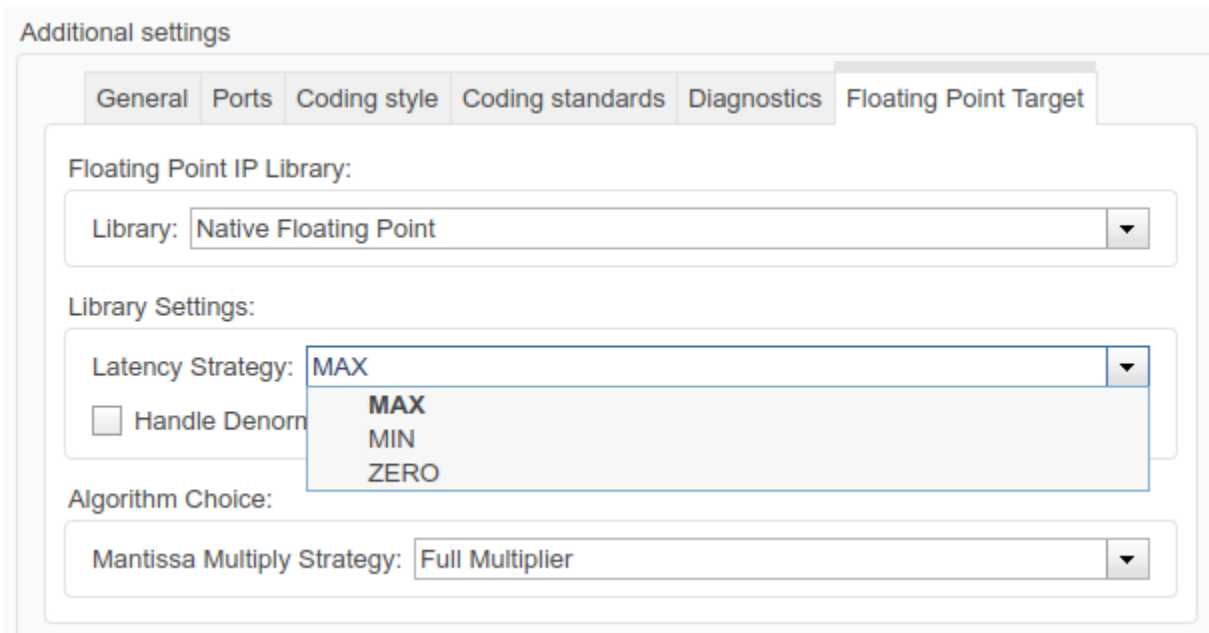 Additional settings
General Ports Coding style Coding standards Diagnostics Floating Point Target
Floating Point IP Library:
Library: Native Floating Point
Library Settings:
Latency Strategy: MAX
MAX
Handle Denorm
MIN
ZERO
Algorithm Choice:
Mantissa Multiply Strategy: Full Multiplier